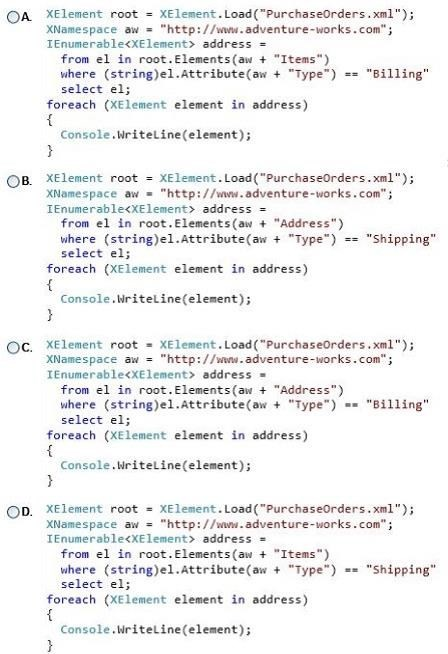 A. XElement root = XElement.Load("PurchaseOrders.xml");
XNamespace aw = "http://www.adventure-works.com";
IEnumerable<XElement> address =
from el in root.Elements(aw + "Items")
where (string)el.Attribute(aw + "Type") == "Billing"
select el;
foreach (XElement element in address)
{
Console.WriteLine(element);
}
B. XElement root = XElement.Load("PurchaseOrders.xml");
XNamespace aw = "http://www.adventure-works.com";
IEnumerable<XElement> address =
from el in root.Elements(aw + "Address")
where (string)el.Attribute(aw + "Type") == "Shipping"
select el;
foreach (XElement element in address)
{
Console.WriteLine(element);
}
C. XElement root = XElement.Load("PurchaseOrders.xml");
XNamespace aw = "http://www.adventure-works.com";
IEnumerable<XElement> address =
from el in root.Elements(aw + "Address")
where (string)el.Attribute(aw + "Type") == "Billing"
select el;
foreach (XElement element in address)
{
Console.WriteLine(element);
}
D. XElement root = XElement.Load("PurchaseOrders.xml");
XNamespace aw = "http://www.adventure-works.com";
IEnumerable<XElement> address =
from el in root.Elements(aw + "Items")
where (string)el.Attribute(aw + "Type") == "Shipping"
select el;
foreach (XElement element in address)
{
Console.WriteLine(element);
}